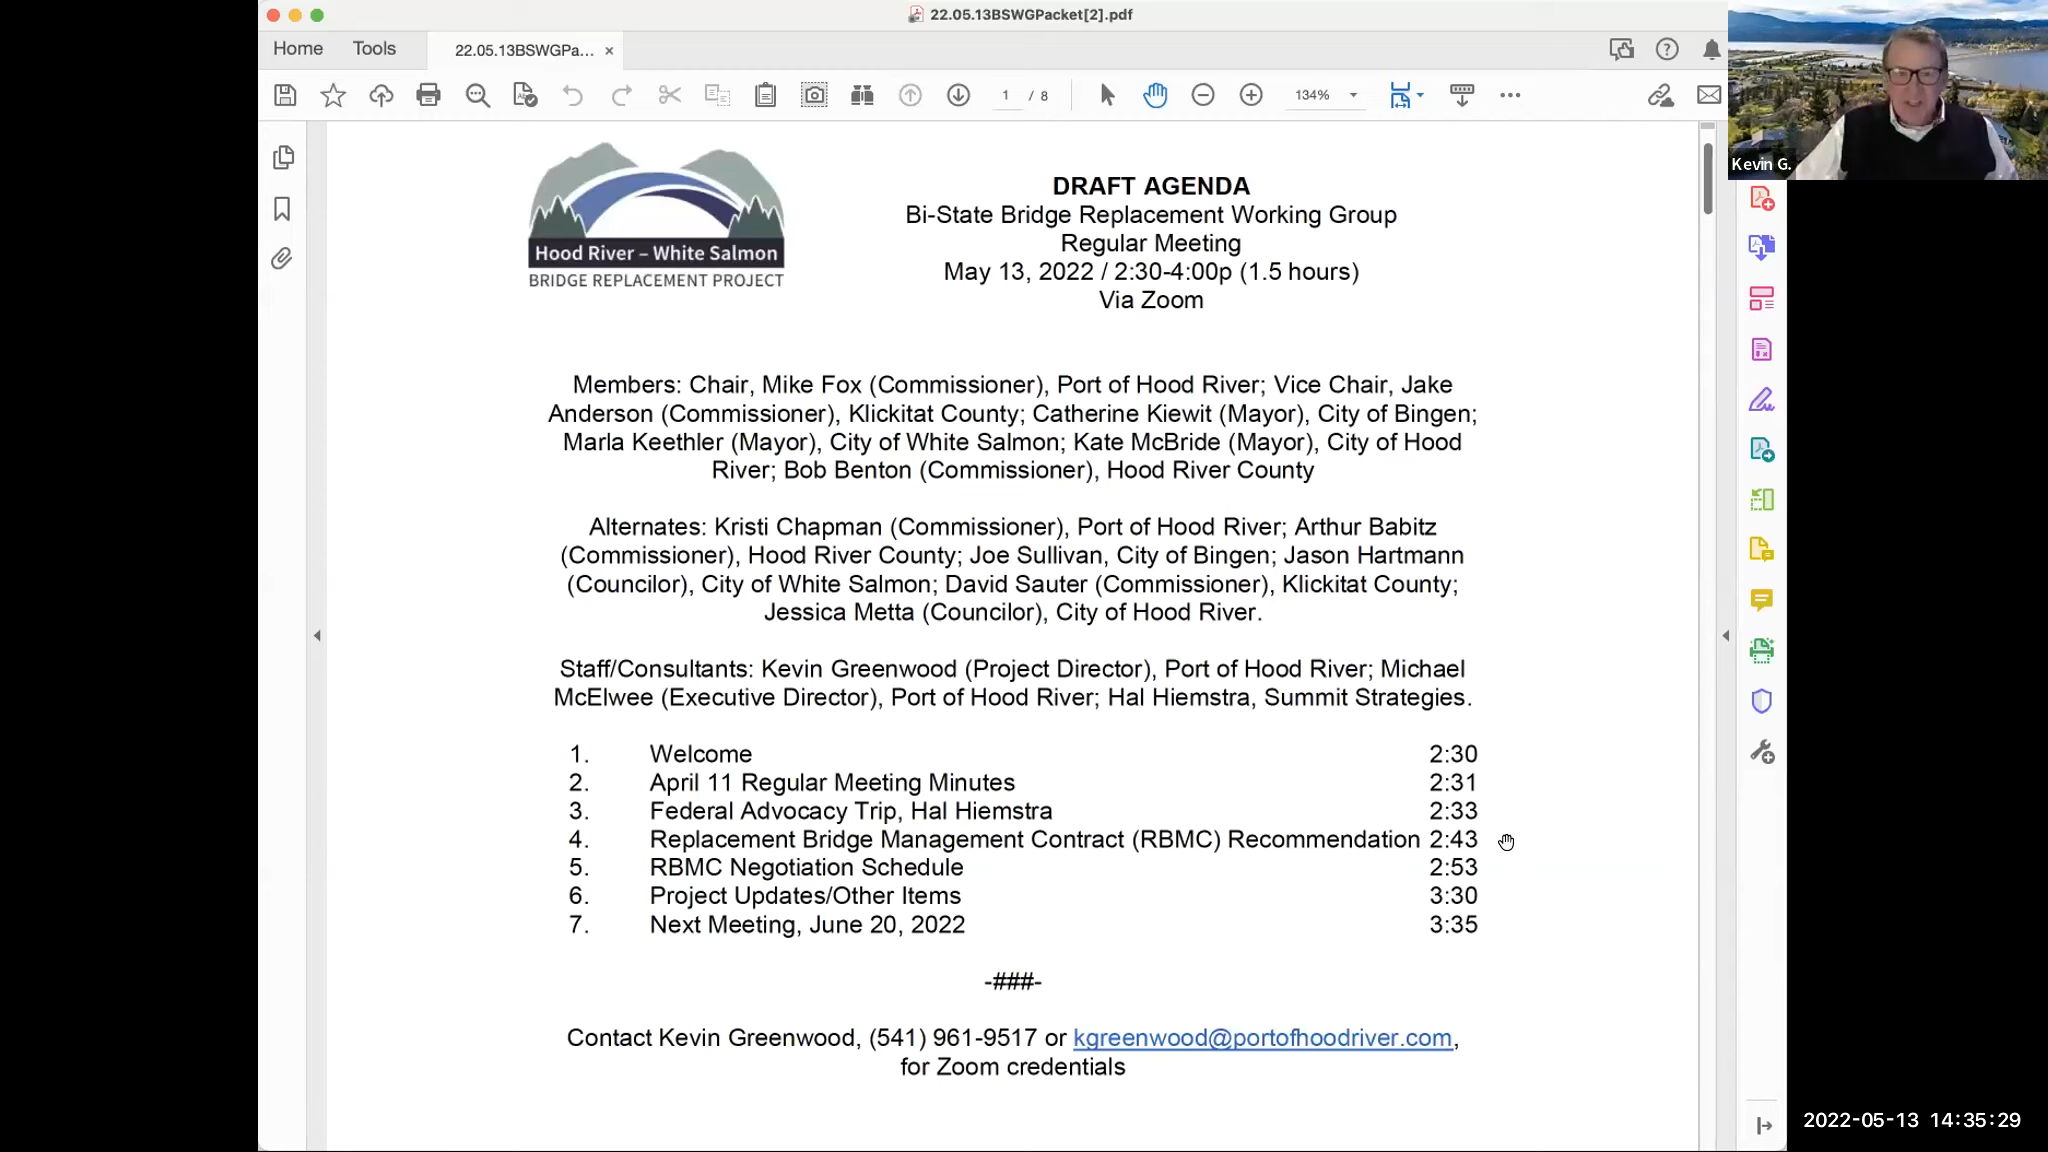 22.05.13BSWGPacket[2].pdf
Home Tools 22.05.13BSWGPa... ×
1 / 8 134%
Kevin G.
Hood River – White Salmon
BRIDGE REPLACEMENT PROJECT
DRAFT AGENDA
Bi-State Bridge Replacement Working Group
Regular Meeting
May 13, 2022 / 2:30-4:00p (1.5 hours)
Via Zoom
Members: Chair, Mike Fox (Commissioner), Port of Hood River; Vice Chair, Jake
Anderson (Commissioner), Klickitat County; Catherine Kiewit (Mayor), City of Bingen;
Marla Keethler (Mayor), City of White Salmon; Kate McBride (Mayor), City of Hood
River; Bob Benton (Commissioner), Hood River County
Alternates: Kristi Chapman (Commissioner), Port of Hood River; Arthur Babitz
(Commissioner), Hood River County; Joe Sullivan, City of Bingen; Jason Hartmann
(Councilor), City of White Salmon; David Sauter (Commissioner), Klickitat County;
Jessica Metta (Councilor), City of Hood River.
Staff/Consultants: Kevin Greenwood (Project Director), Port of Hood River; Michael
McElwee (Executive Director), Port of Hood River; Hal Hiemstra, Summit Strategies.
1. Welcome 2:30
2. April 11 Regular Meeting Minutes 2:31
3. Federal Advocacy Trip, Hal Hiemstra 2:33
4. Replacement Bridge Management Contract (RBMC) Recommendation 2:43
5. RBMC Negotiation Schedule 2:53
6. Project Updates/Other Items 3:30
7. Next Meeting, June 20, 2022 3:35
-###-
Contact Kevin Greenwood, (541) 961-9517 or kgreenwood@portofhoodriver.com,
for Zoom credentials
2022-05-13 14:35:29